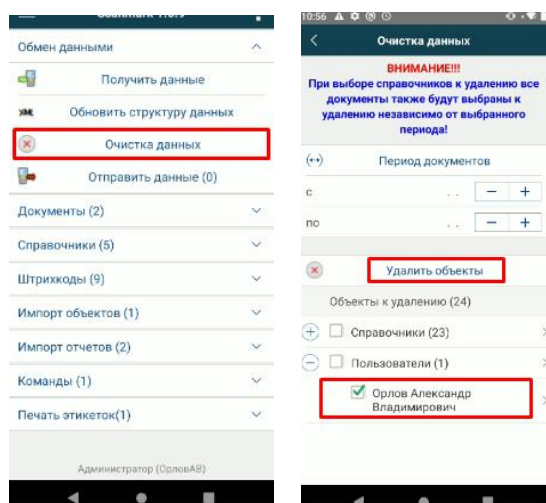 Обмен данными
Получить данные
XML Обновить структуру данных
Очистка данных
Отправить данные (0)
Документы (2)
Справочники (5)
Штрихкоды (9)
Импорт объектов (1)
Импорт отчетов (2)
Команды (1)
Печать этикеток(1)
Администратор (ОрловАВ)
10:56
Очистка данных
ВНИМАНИЕ!!!
При выборе справочников к удалению все
документы также будут выбраны к
удалению независимо от выбранного
периода!
Период документов
с . . − +
по . . − +
Удалить объекты
Объекты к удалению (24)
Справочники (23)
Пользователи (1)
Орлов Александр
Владимирович